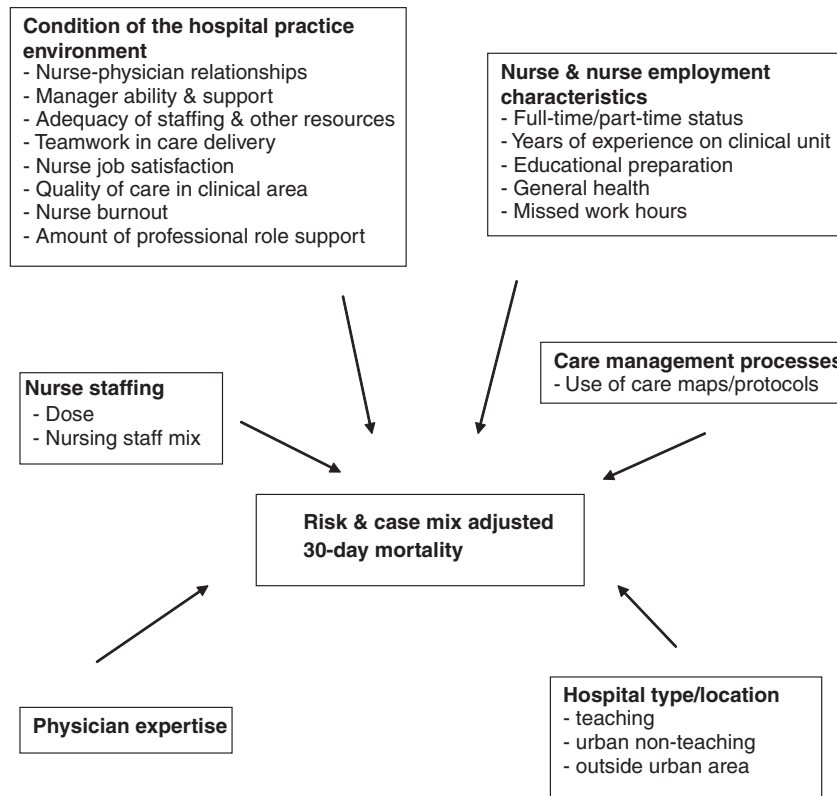 Condition of the hospital practice
environment
- Nurse-physician relationships
- Manager ability & support
- Adequacy of staffing & other resources
- Teamwork in care delivery
- Nurse job satisfaction
- Quality of care in clinical area
- Nurse burnout
- Amount of professional role support
Nurse & nurse employment
characteristics
- Full-time/part-time status
- Years of experience on clinical unit
- Educational preparation
- General health
- Missed work hours
Nurse staffing
- Dose
- Nursing staff mix
Care management processes
- Use of care maps/protocols
Risk & case mix adjusted
30-day mortality
Physician expertise
Hospital type/location
- teaching
- urban non-teaching
- outside urban area